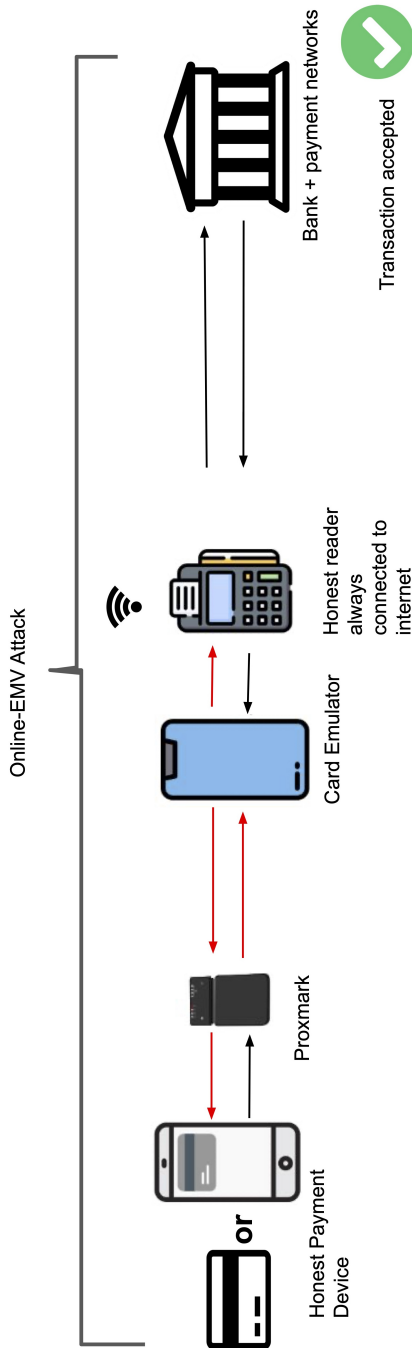 Online-EMV Attack
or
Honest Payment
Device
Proxmark
Card Emulator
Honest reader
always
connected to
internet
Bank + payment networks
Transaction accepted